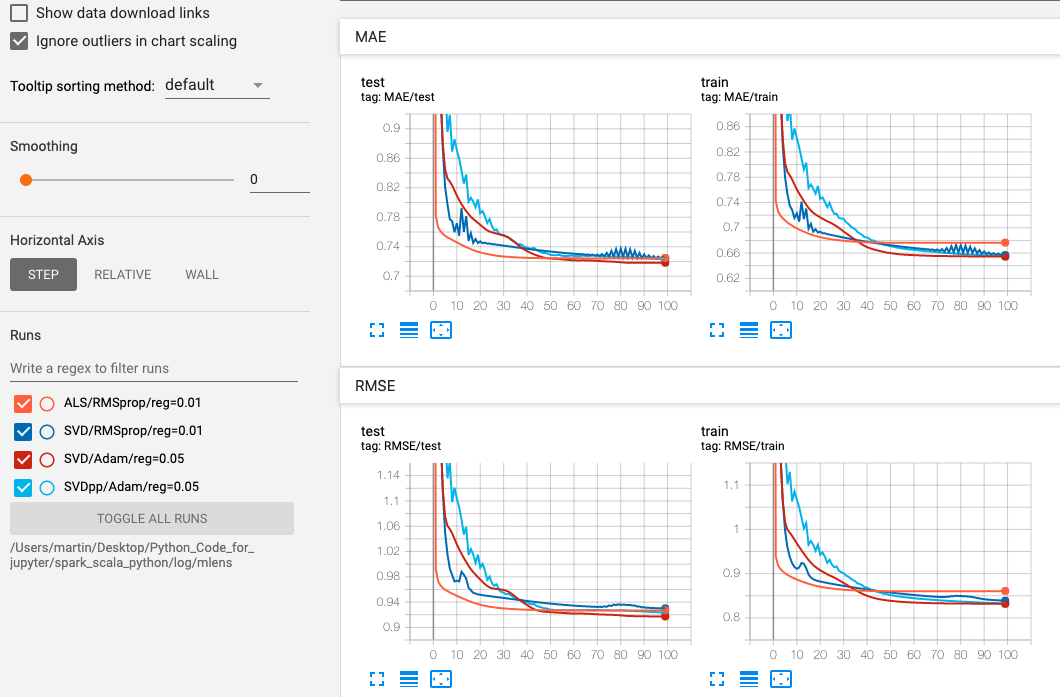 Show data download links
Ignore outliers in chart scaling
Tooltip sorting method: default
Smoothing
0
Horizontal Axis
STEP RELATIVE WALL
Runs
Write a regex to filter runs
ALS/RMSprop/reg=0.01
SVD/RMSprop/reg=0.01
SVD/Adam/reg=0.05
SVDpp/Adam/reg=0.05
TOGGLE ALL RUNS
/Users/martin/Desktop/Python_Code_for_
jupyter/spark_scala_python/log/mlens
MAE
test
tag: MAE/test
0.9
0.86
0.82
0.78
0.74
0.7
0 10 20 30 40 50 60 70 80 90 100
train
tag: MAE/train
0.86
0.82
0.78
0.74
0.7
0.66
0.62
0 10 20 30 40 50 60 70 80 90 100
RMSE
test
tag: RMSE/test
1.14
1.1
1.06
1.02
0.98
0.94
0.9
0 10 20 30 40 50 60 70 80 90 100
train
tag: RMSE/train
1.1
1
0.9
0.8
0 10 20 30 40 50 60 70 80 90 100